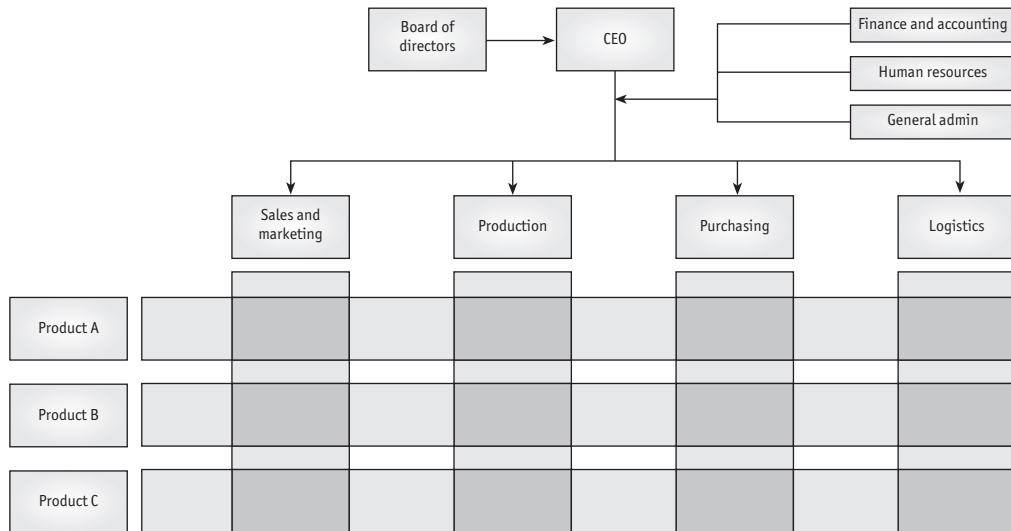 Board of
directors
CEO
Finance and accounting
Human resources
General admin
Sales and
marketing
Production
Purchasing
Logistics
Product A
Product B
Product C